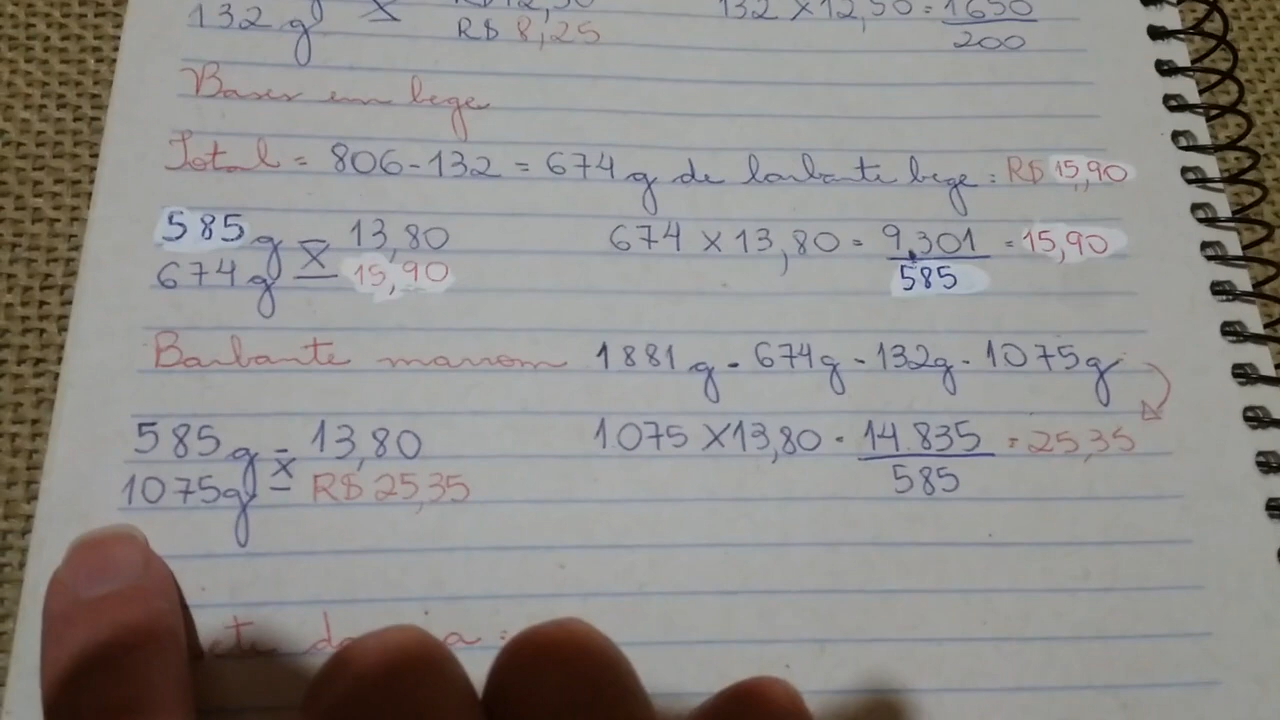 132 g x R$ 8,25 132 x 12,50 = 1650
200
Bases em bege
Total = 806 - 132 = 674 g de barbante bege : R$ 15,90
585 g 13,80 674 x 13,80 = 9.301 = 15,90
674 g x 15,90 585
Barbante marrom 1881 g - 674 g - 132 g - 1075 g
585 g 13,80 1.075 x 13,80 = 14.835 = 25,35
1075 g x R$ 25,35 585